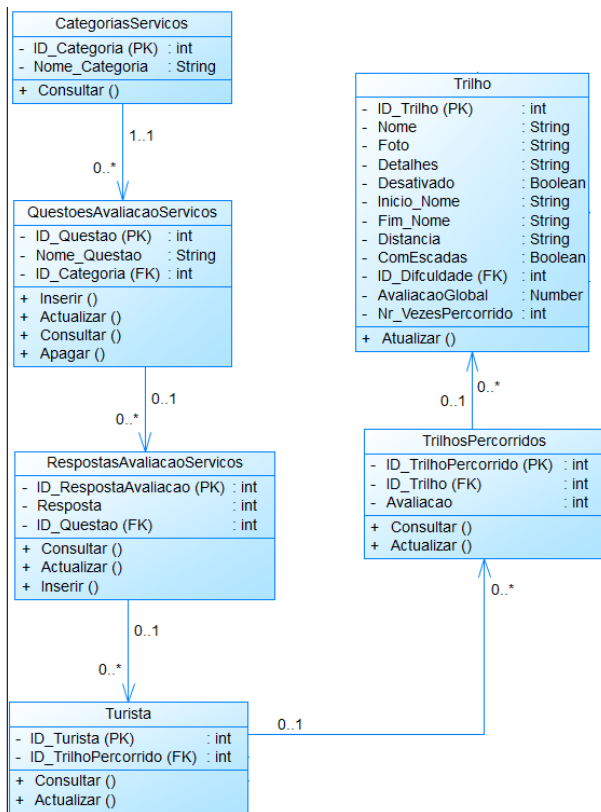 CategoriasServicos
- ID_Categoria (PK) : int
- Nome_Categoria : String
+ Consultar ()
1..1
0..*
QuestoesAvaliacaoServicos
- ID_Questao (PK) : int
- Nome_Questao : String
- ID_Categoria (FK) : int
+ Inserir ()
+ Actualizar ()
+ Consultar ()
+ Apagar ()
0..1
0..*
RespostasAvaliacaoServicos
- ID_RespostaAvaliacao (PK) : int
- Resposta : int
- ID_Questao (FK) : int
+ Consultar ()
+ Actualizar ()
+ Inserir ()
0..1
0..*
Turista
- ID_Turista (PK) : int
- ID_TrilhoPercorrido (FK) : int
+ Consultar ()
+ Actualizar ()
0..1
0..*
Trilho
- ID_Trilho (PK) : int
- Nome : String
- Foto : String
- Detalhes : String
- Desativado : Boolean
- Inicio_Nome : String
- Fim_Nome : String
- Distancia : String
- ComEscadas : Boolean
- ID_Difculdade (FK) : int
- AvaliacaoGlobal : Number
- Nr_VezesPercorrido : int
+ Atualizar ()
0..*
0..1
TrilhosPercorridos
- ID_TrilhoPercorrido (PK) : int
- ID_Trilho (FK) : int
- Avaliacao : int
+ Consultar ()
+ Actualizar ()